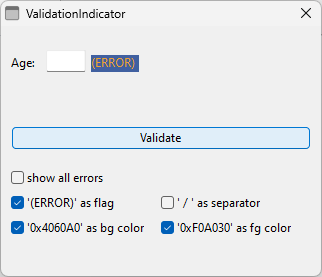 ValidationIndicator
Age: (ERROR)
Validate
show all errors
'(ERROR)' as flag ' / ' as separator
'0x4060A0' as bg color '0xF0A030' as fg color